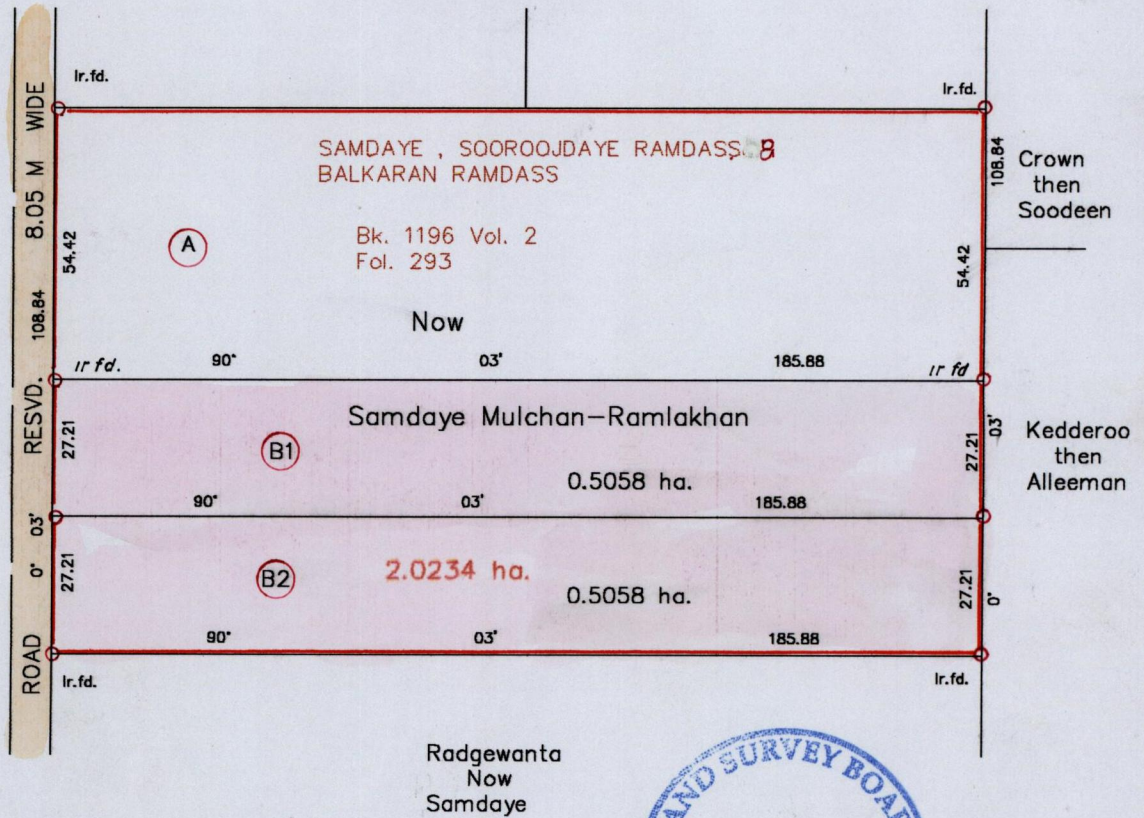 Ir.fd.
Ir.fd.
ROAD RESVD. 8.05 M WIDE
0° 03' 108.84
SAMDAYE , SOOROOJDAYE RAMDASS, &
BALKARAN RAMDASS
108.84
Crown
then
Soodeen
A
54.42
Bk. 1196 Vol. 2
Fol. 293
54.42
Now
ir fd.
90° 03' 185.88
ir fd
Samdaye Mulchan-Ramlakhan
27.21
B1
0.5058 ha.
27.21
0° 03'
Kedderoo
then
Alleeman
90° 03' 185.88
27.21
B2
2.0234 ha.
0.5058 ha.
27.21
90° 03' 185.88
Ir.fd.
Ir.fd.
Radgewanta
Now
Samdaye
LAND SURVEY BOARD